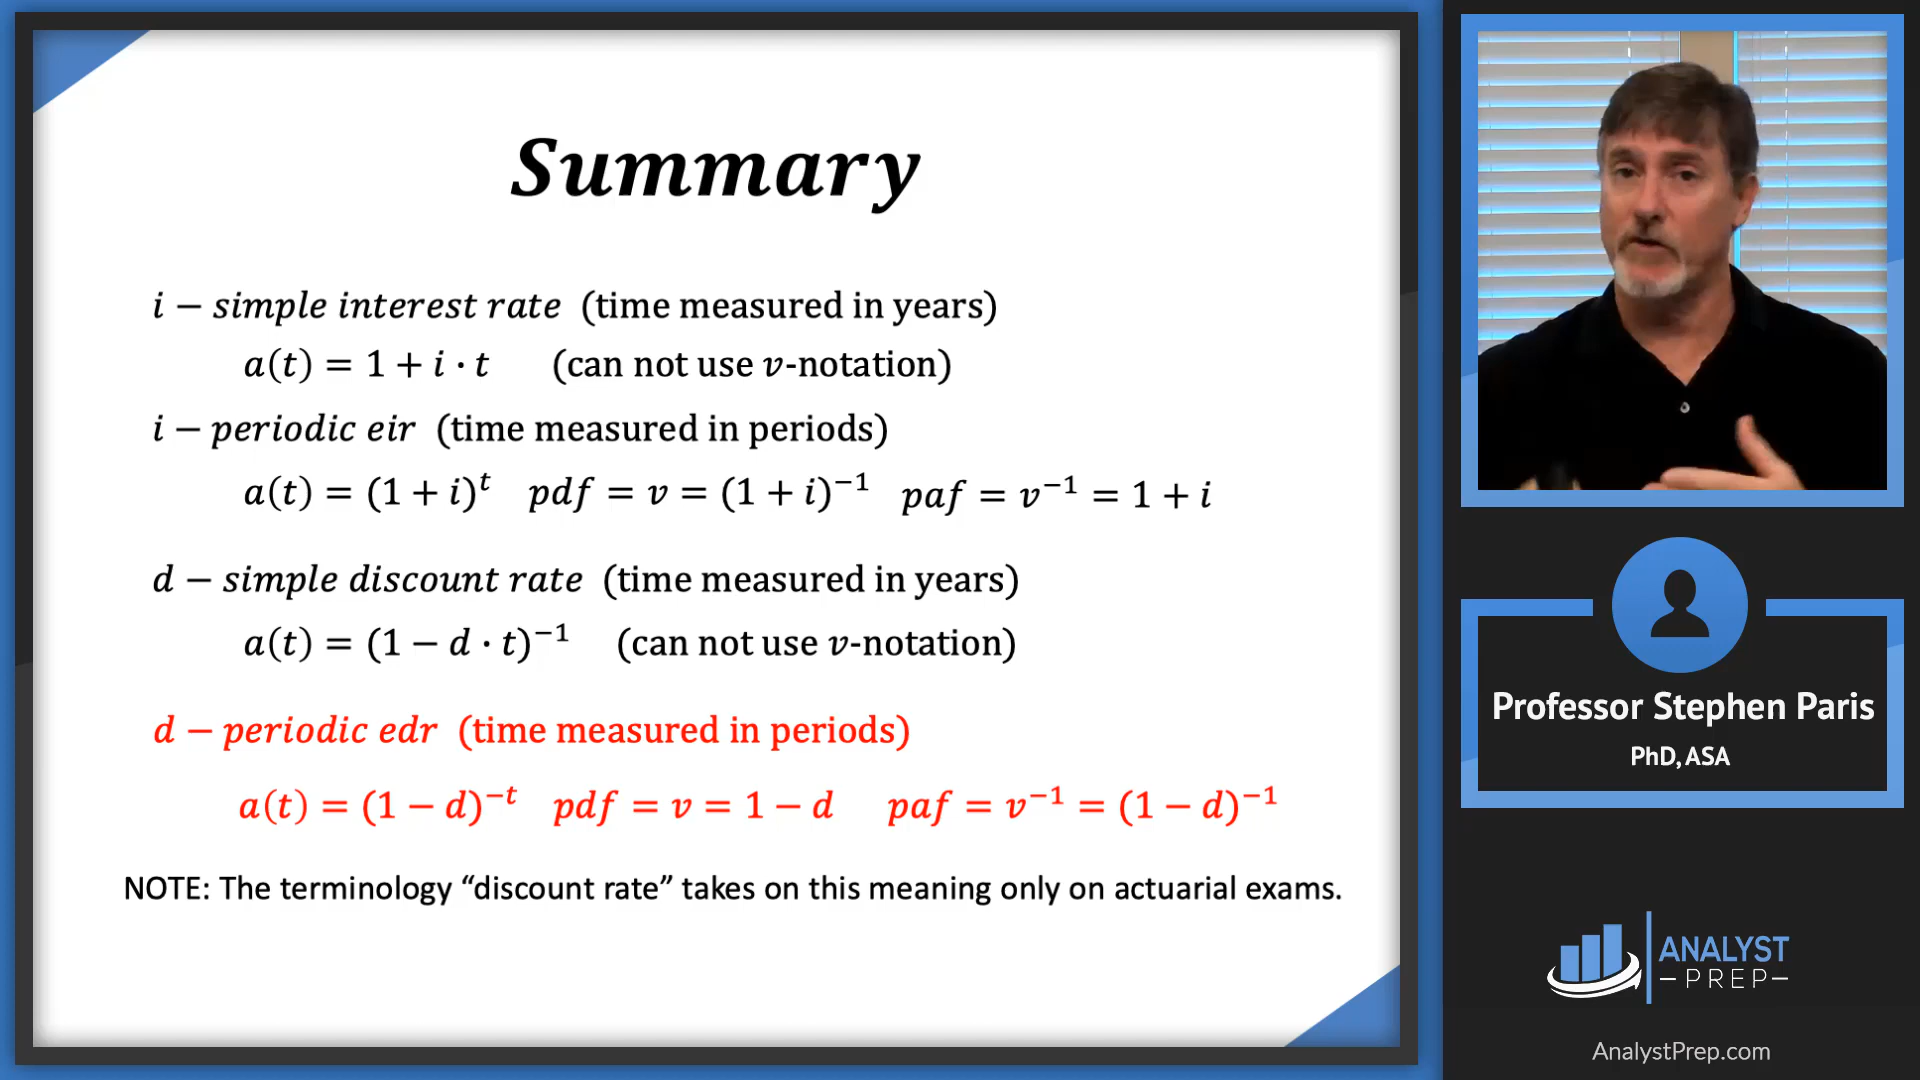 Summary
i − simple interest rate (time measured in years)
a(t) = 1 + i · t (can not use v-notation)
i − periodic eir (time measured in periods)
a(t) = (1 + i)^t pdf = v = (1 + i)^−1 paf = v^−1 = 1 + i
d − simple discount rate (time measured in years)
a(t) = (1 − d · t)^−1 (can not use v-notation)
d − periodic edr (time measured in periods)
a(t) = (1 − d)^−t pdf = v = 1 − d paf = v^−1 = (1 − d)^−1
NOTE: The terminology “discount rate” takes on this meaning only on actuarial exams.
Professor Stephen Paris
PhD, ASA
ANALYST
PREP
AnalystPrep.com